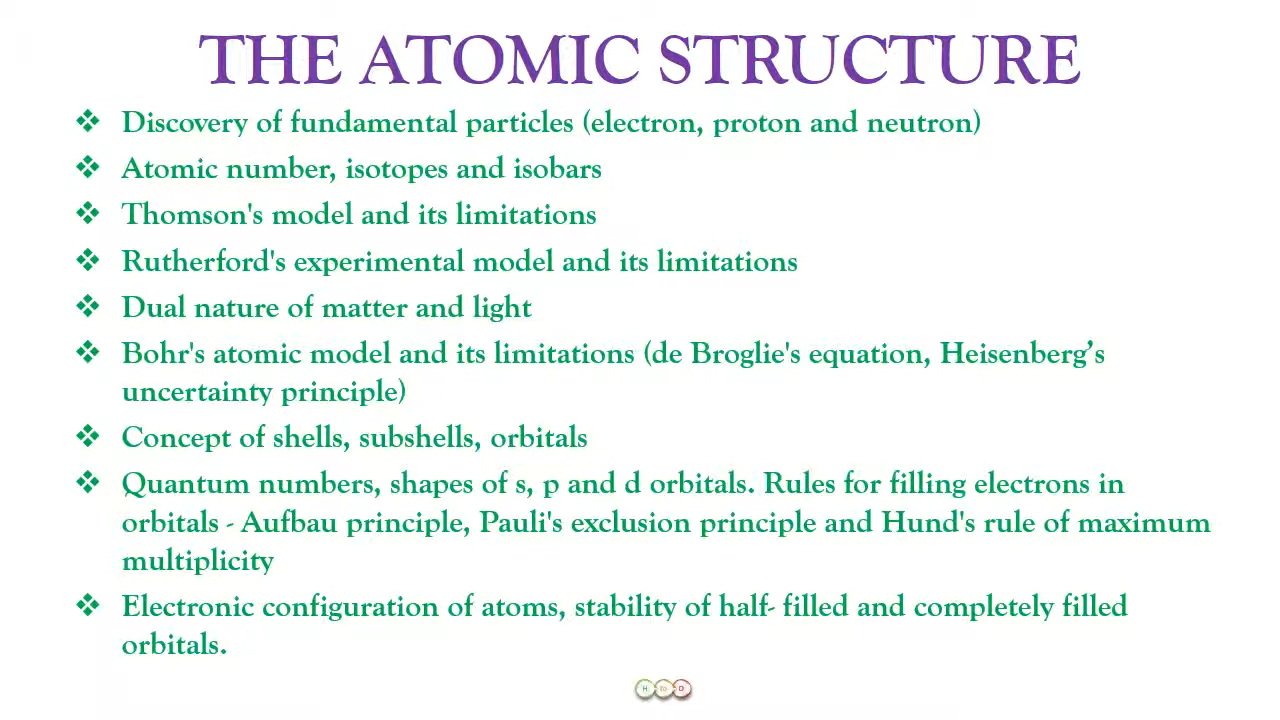 THE ATOMIC STRUCTURE
❖ Discovery of fundamental particles (electron, proton and neutron)
❖ Atomic number, isotopes and isobars
❖ Thomson's model and its limitations
❖ Rutherford's experimental model and its limitations
❖ Dual nature of matter and light
❖ Bohr's atomic model and its limitations (de Broglie's equation, Heisenberg’s
uncertainty principle)
❖ Concept of shells, subshells, orbitals
❖ Quantum numbers, shapes of s, p and d orbitals. Rules for filling electrons in
orbitals - Aufbau principle, Pauli's exclusion principle and Hund's rule of maximum
multiplicity
❖ Electronic configuration of atoms, stability of half- filled and completely filled
orbitals.
H to D